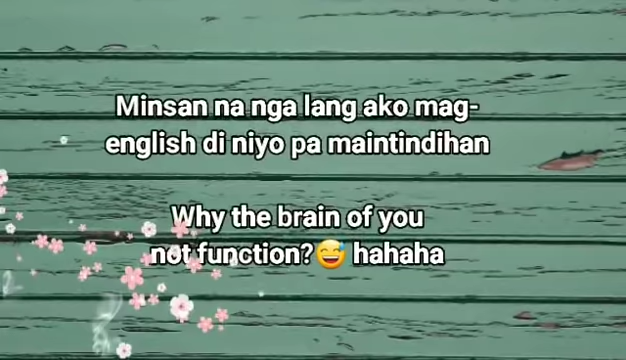 Minsan na nga lang ako mag-
english di niyo pa maintindihan
Why the brain of you
not function?😅 hahaha